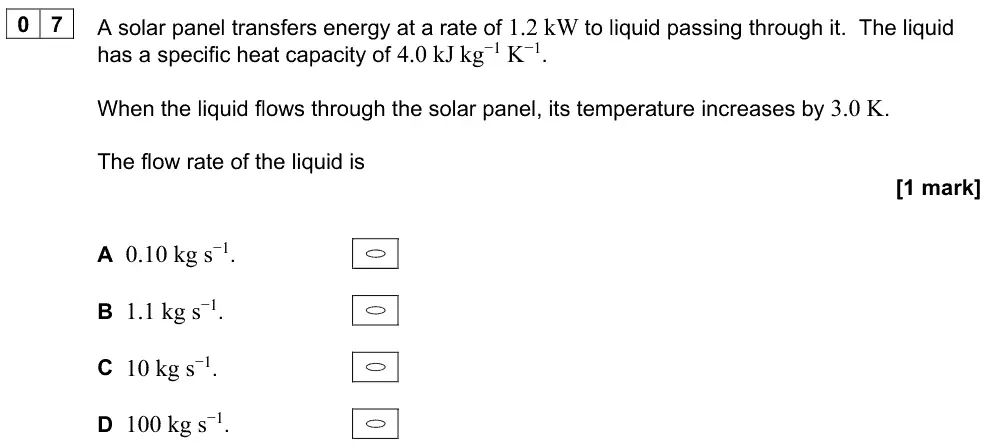 0 7 A solar panel transfers energy at a rate of 1.2 kW to liquid passing through it. The liquid
has a specific heat capacity of 4.0 kJ kg⁻¹ K⁻¹.
When the liquid flows through the solar panel, its temperature increases by 3.0 K.
The flow rate of the liquid is
[1 mark]
A 0.10 kg s⁻¹.
B 1.1 kg s⁻¹.
C 10 kg s⁻¹.
D 100 kg s⁻¹.